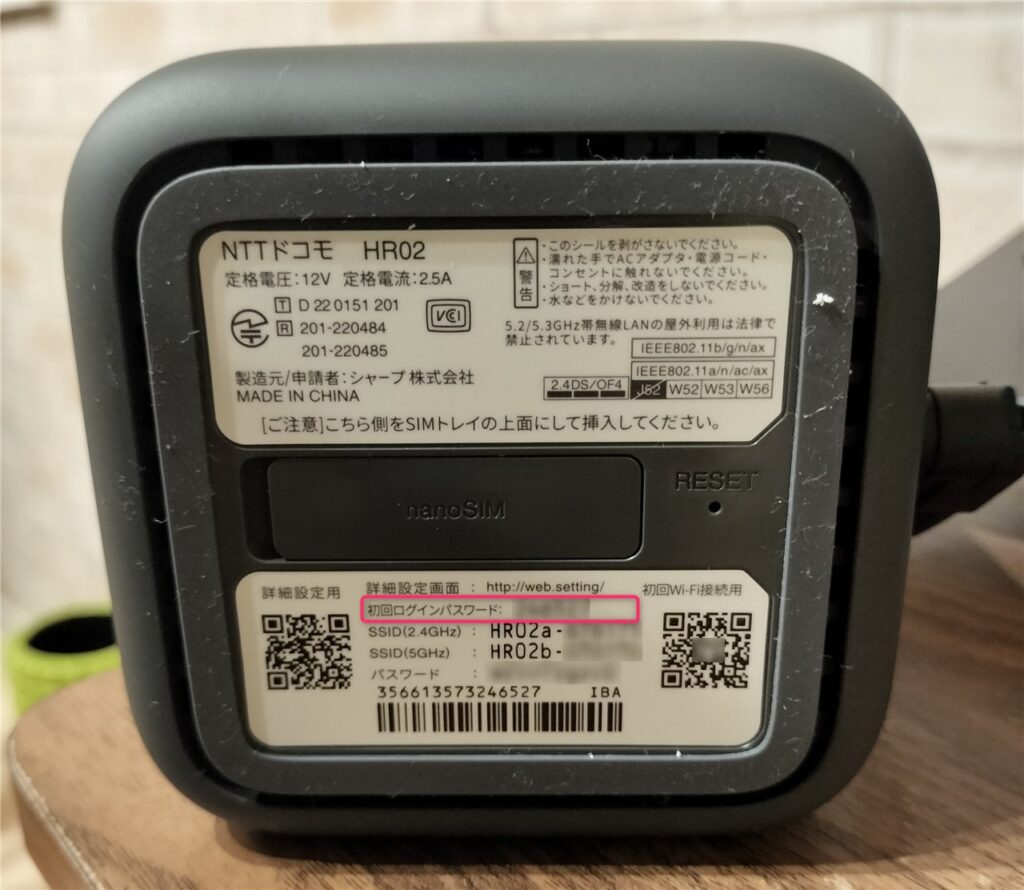 NTTドコモ HR02
定格電圧：12V 定格電流：2.5A
T D 22 0151 201
R 201-220484
201-220485
VCCI
製造元/申請者：シャープ株式会社
MADE IN CHINA
警告
・このシールを剥がさないでください。
・濡れた手でACアダプタ・電源コード・
コンセントに触れないでください。
・ショート、分解、改造をしないでください。
・水などをかけないでください。
5.2/5.3GHz帯無線LANの屋外利用は法律で
禁止されています。
IEEE802.11b/g/n/ax
IEEE802.11a/n/ac/ax
2.4DS/OF4
J52 W52 W53 W56
[ご注意]こちら側をSIMトレイの上面にして挿入してください。
nanoSIM
RESET
詳細設定用
詳細設定画面 ： http://web.setting/
初回Wi-Fi接続用
初回ログインパスワード：
SSID(2.4GHz) ： HR02a-
SSID(5GHz) ： HR02b-
パスワード ：
356613573246527 IBA